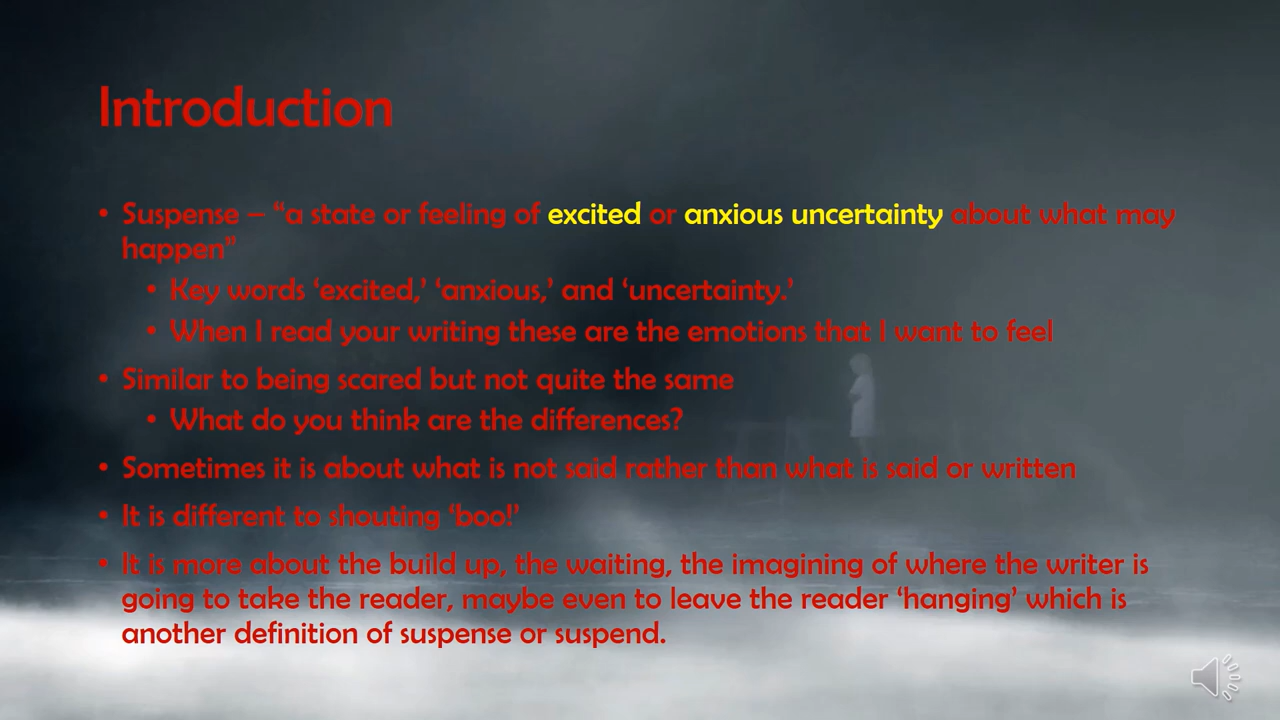 Introduction
• Suspense – “a state or feeling of excited or anxious uncertainty about what may
happen”
• Key words ‘excited,’ ‘anxious,’ and ‘uncertainty.’
• When I read your writing these are the emotions that I want to feel
• Similar to being scared but not quite the same
• What do you think are the differences?
• Sometimes it is about what is not said rather than what is said or written
• It is different to shouting ‘boo!’
• It is more about the build up, the waiting, the imagining of where the writer is
going to take the reader, maybe even to leave the reader ‘hanging’ which is
another definition of suspense or suspend.